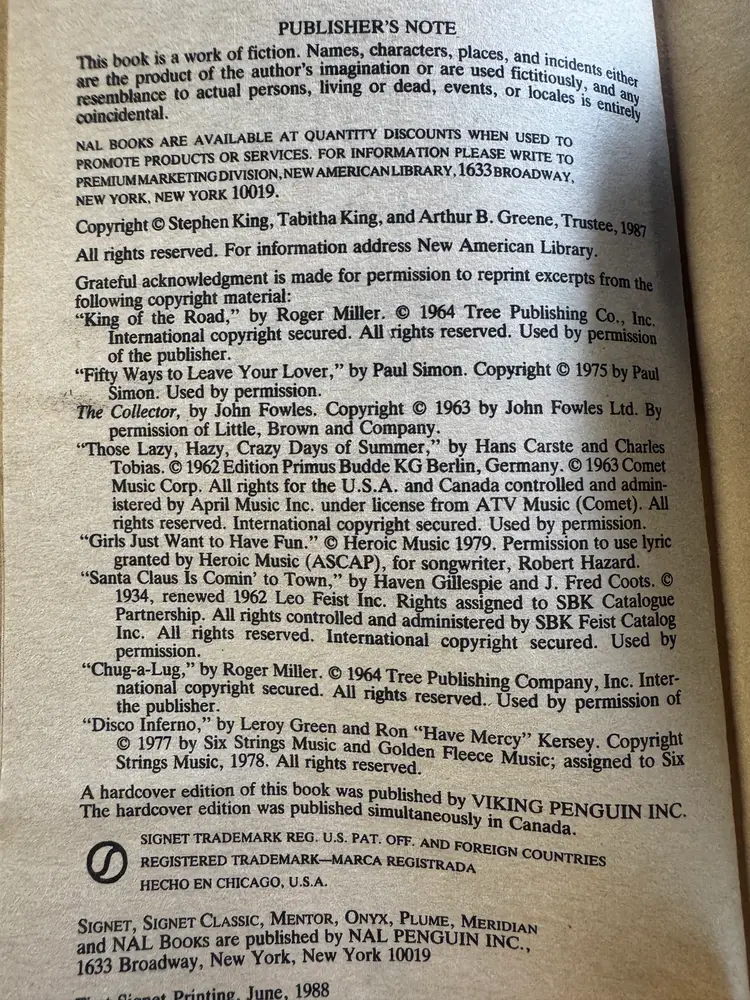 PUBLISHER'S NOTE
This book is a work of fiction. Names, characters, places, and incidents either
are the product of the author's imagination or are used fictitiously, and any
resemblance to actual persons, living or dead, events, or locales is entirely
coincidental.
NAL BOOKS ARE AVAILABLE AT QUANTITY DISCOUNTS WHEN USED TO
PROMOTE PRODUCTS OR SERVICES. FOR INFORMATION PLEASE WRITE TO
PREMIUM MARKETING DIVISION, NEW AMERICAN LIBRARY, 1633 BROADWAY,
NEW YORK, NEW YORK 10019.
Copyright © Stephen King, Tabitha King, and Arthur B. Greene, Trustee, 1987
All rights reserved. For information address New American Library.
Grateful acknowledgment is made for permission to reprint excerpts from the
following copyright material:
"King of the Road," by Roger Miller. © 1964 Tree Publishing Co., Inc.
International copyright secured. All rights reserved. Used by permission
of the publisher.
"Fifty Ways to Leave Your Lover," by Paul Simon. Copyright © 1975 by Paul
Simon. Used by permission.
The Collector, by John Fowles. Copyright © 1963 by John Fowles Ltd. By
permission of Little, Brown and Company.
"Those Lazy, Hazy, Crazy Days of Summer," by Hans Carste and Charles
Tobias. © 1962 Edition Primus Budde KG Berlin, Germany. © 1963 Comet
Music Corp. All rights for the U.S.A. and Canada controlled and admin-
istered by April Music Inc. under license from ATV Music (Comet). All
rights reserved. International copyright secured. Used by permission.
"Girls Just Want to Have Fun." © Heroic Music 1979. Permission to use lyric
granted by Heroic Music (ASCAP), for songwriter, Robert Hazard.
"Santa Claus Is Comin' to Town," by Haven Gillespie and J. Fred Coots. ©
1934, renewed 1962 Leo Feist Inc. Rights assigned to SBK Catalogue
Partnership. All rights controlled and administered by SBK Feist Catalog
Inc. All rights reserved. International copyright secured. Used by
permission.
"Chug-a-Lug," by Roger Miller. © 1964 Tree Publishing Company, Inc. Inter-
national copyright secured. All rights reserved. Used by permission of
the publisher.
"Disco Inferno," by Leroy Green and Ron "Have Mercy" Kersey. Copyright
© 1977 by Six Strings Music and Golden Fleece Music; assigned to Six
Strings Music, 1978. All rights reserved.
A hardcover edition of this book was published by VIKING PENGUIN INC.
The hardcover edition was published simultaneously in Canada.
SIGNET TRADEMARK REG. U.S. PAT. OFF. AND FOREIGN COUNTRIES
REGISTERED TRADEMARK—MARCA REGISTRADA
HECHO EN CHICAGO, U.S.A.
SIGNET, SIGNET CLASSIC, MENTOR, ONYX, PLUME, MERIDIAN
and NAL BOOKS are published by NAL PENGUIN INC.,
1633 Broadway, New York, New York 10019
First Signet Printing, June, 1988